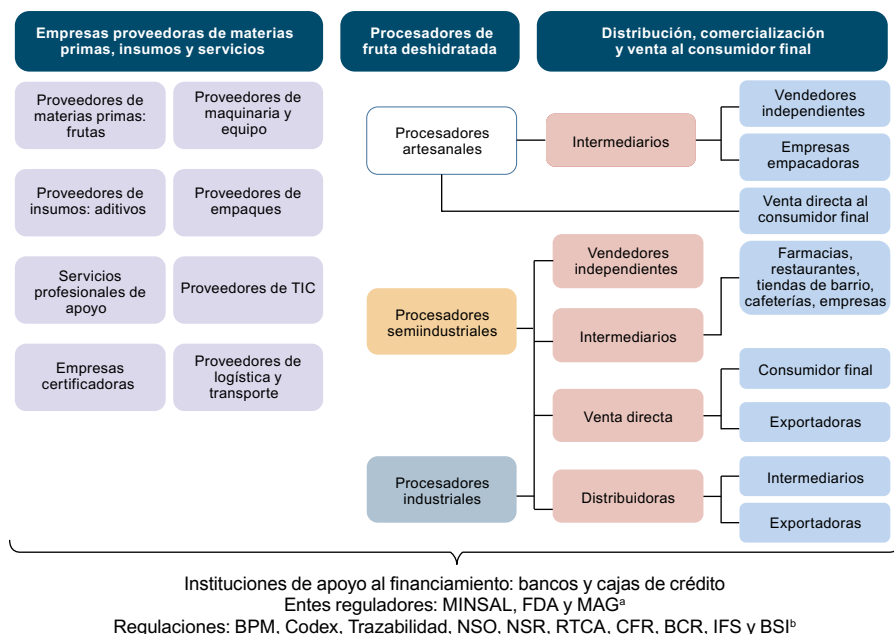 Empresas proveedoras de materias
primas, insumos y servicios
Procesadores de
fruta deshidratada
Distribución, comercialización
y venta al consumidor final
Proveedores de
materias primas:
frutas
Proveedores de
maquinaria y
equipo
Proveedores de
insumos: aditivos
Proveedores de
empaques
Servicios
profesionales de
apoyo
Proveedores de TIC
Empresas
certificadoras
Proveedores de
logística y
transporte
Procesadores
artesanales
Intermediarios
Vendedores
independientes
Empresas
empacadoras
Venta directa al
consumidor final
Procesadores
semiindustriales
Procesadores
industriales
Vendedores
independientes
Intermediarios
Farmacias,
restaurantes,
tiendas de barrio,
cafeterías, empresas
Venta directa
Consumidor final
Exportadoras
Distribuidoras
Intermediarios
Exportadoras
Instituciones de apoyo al financiamiento: bancos y cajas de crédito
Entes reguladores: MINSAL, FDA y MAGᵃ
Regulaciones: BPM, Codex, Trazabilidad, NSO, NSR, RTCA, CFR, BCR, IFS y BSIᵇ